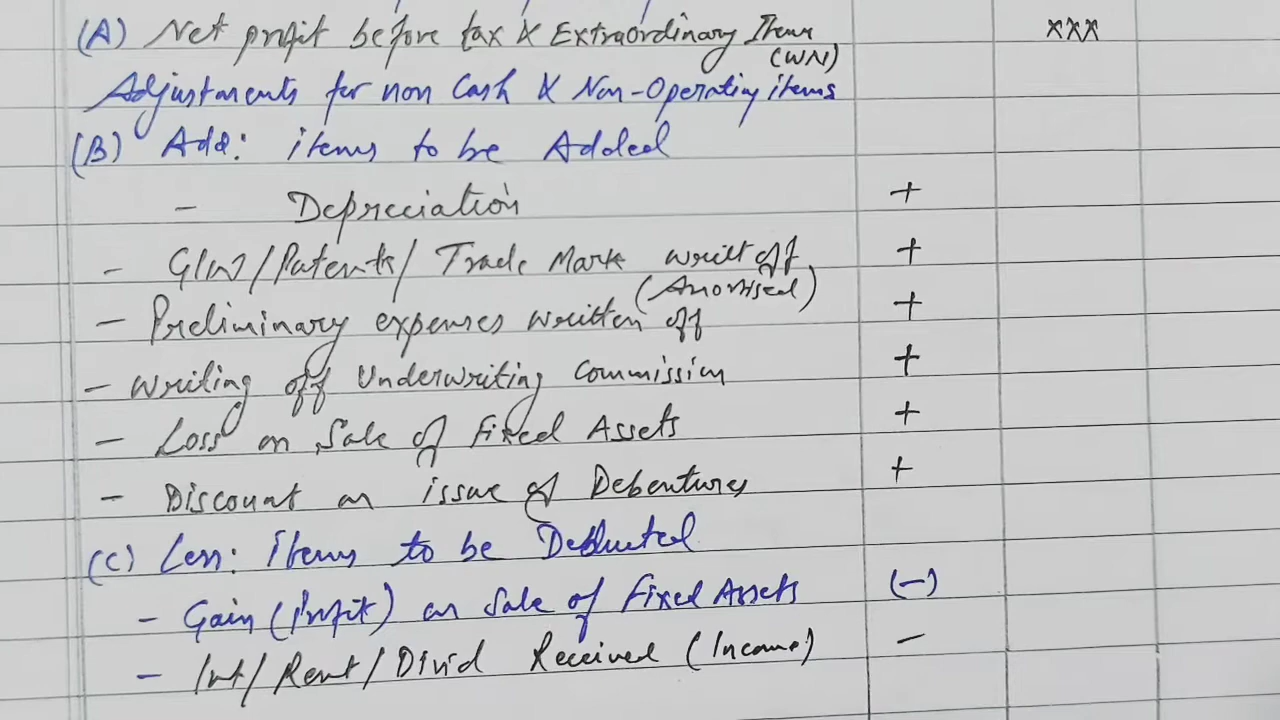 (A) Net profit before tax & Extraordinary Items xxx
(WN)
Adjustments for non Cash & Non-Operating items
(B) Add: items to be Added
- Depreciation +
- G/W/Patents/Trade Mark writt off +
(Amortised)
- Preliminary expenses written off +
- Writing off Underwriting Commission +
- Loss on Sale of Fixed Assets +
- Discount on issue of Debentures +
(C) Less: items to be Deducted
- Gain (Profit) on Sale of Fixed Assets (-)
- Int/Rent/Divid Received (Income) -